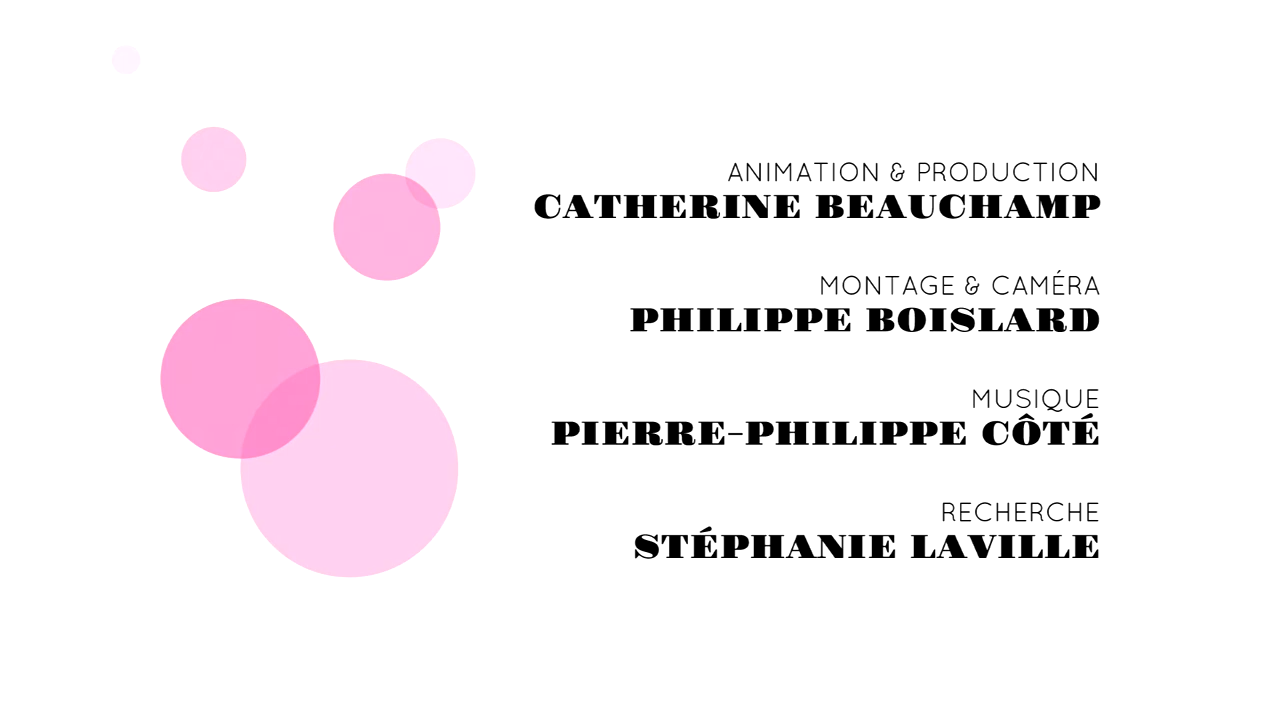 ANIMATION & PRODUCTION
CATHERINE BEAUCHAMP
MONTAGE & CAMÉRA
PHILIPPE BOISLARD
MUSIQUE
PIERRE-PHILIPPE CÔTÉ
RECHERCHE
STÉPHANIE LAVILLE